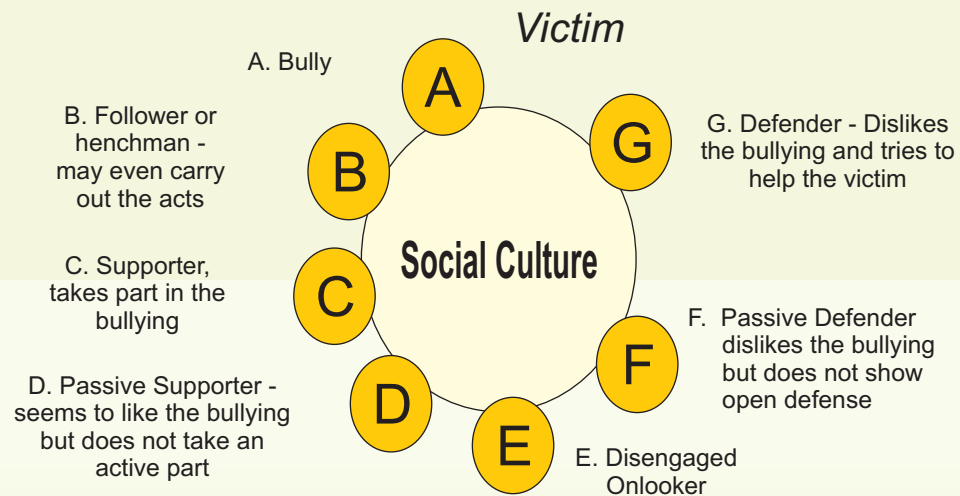 Victim
A. Bully
A
B. Follower or
henchman -
may even carry
out the acts
B
G
G. Defender - Dislikes
the bullying and tries to
help the victim
Social Culture
C. Supporter,
takes part in the
bullying
C
F
F. Passive Defender
dislikes the bullying
but does not show
open defense
D. Passive Supporter -
seems to like the bullying
but does not take an
active part
D
E
E. Disengaged
Onlooker